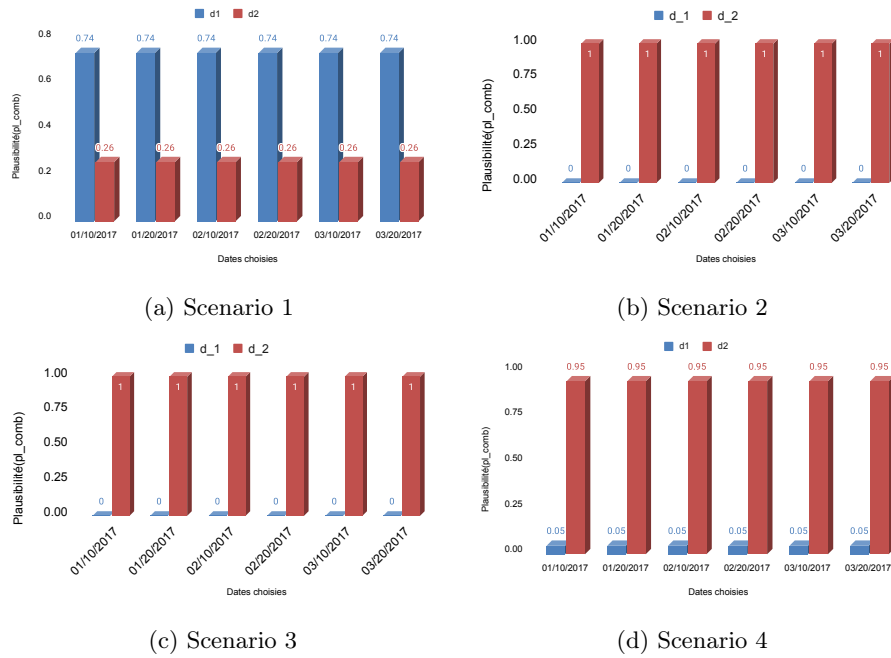 d1 d2
Plausibilité(pl_comb)
0.8
0.6
0.4
0.2
0.0
0.74 0.74 0.74 0.74 0.74 0.74
0.26 0.26 0.26 0.26 0.26 0.26
01/10/2017 01/20/2017 02/10/2017 02/20/2017 03/10/2017 03/20/2017
Dates choisies
(a) Scenario 1
d_1 d_2
Plausibilité(pl_comb)
1.00
0.75
0.50
0.25
0.00
1 1 1 1 1 1
0 0 0 0 0 0
01/10/2017 01/20/2017 02/10/2017 02/20/2017 03/10/2017 03/20/2017
Dates choisies
(b) Scenario 2
d_1 d_2
Plausibilité(pl_comb)
1.00
0.75
0.50
0.25
0.00
1 1 1 1 1 1
0 0 0 0 0 0
01/10/2017 01/20/2017 02/10/2017 02/20/2017 03/10/2017 03/20/2017
Dates choisies
(c) Scenario 3
d1 d2
Plausibilité(pl_comb)
1.00
0.75
0.50
0.25
0.00
0.95 0.95 0.95 0.95 0.95 0.95
0.05 0.05 0.05 0.05 0.05 0.05
01/10/2017 01/20/2017 02/10/2017 02/20/2017 03/10/2017 03/20/2017
Dates choisies
(d) Scenario 4